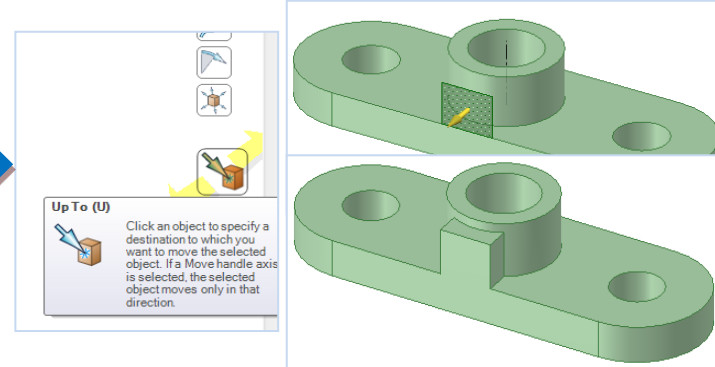 Up To (U)
Click an object to specify a
destination to which you
want to move the selected
object. If a Move handle axis
is selected, the selected
object moves only in that
direction.